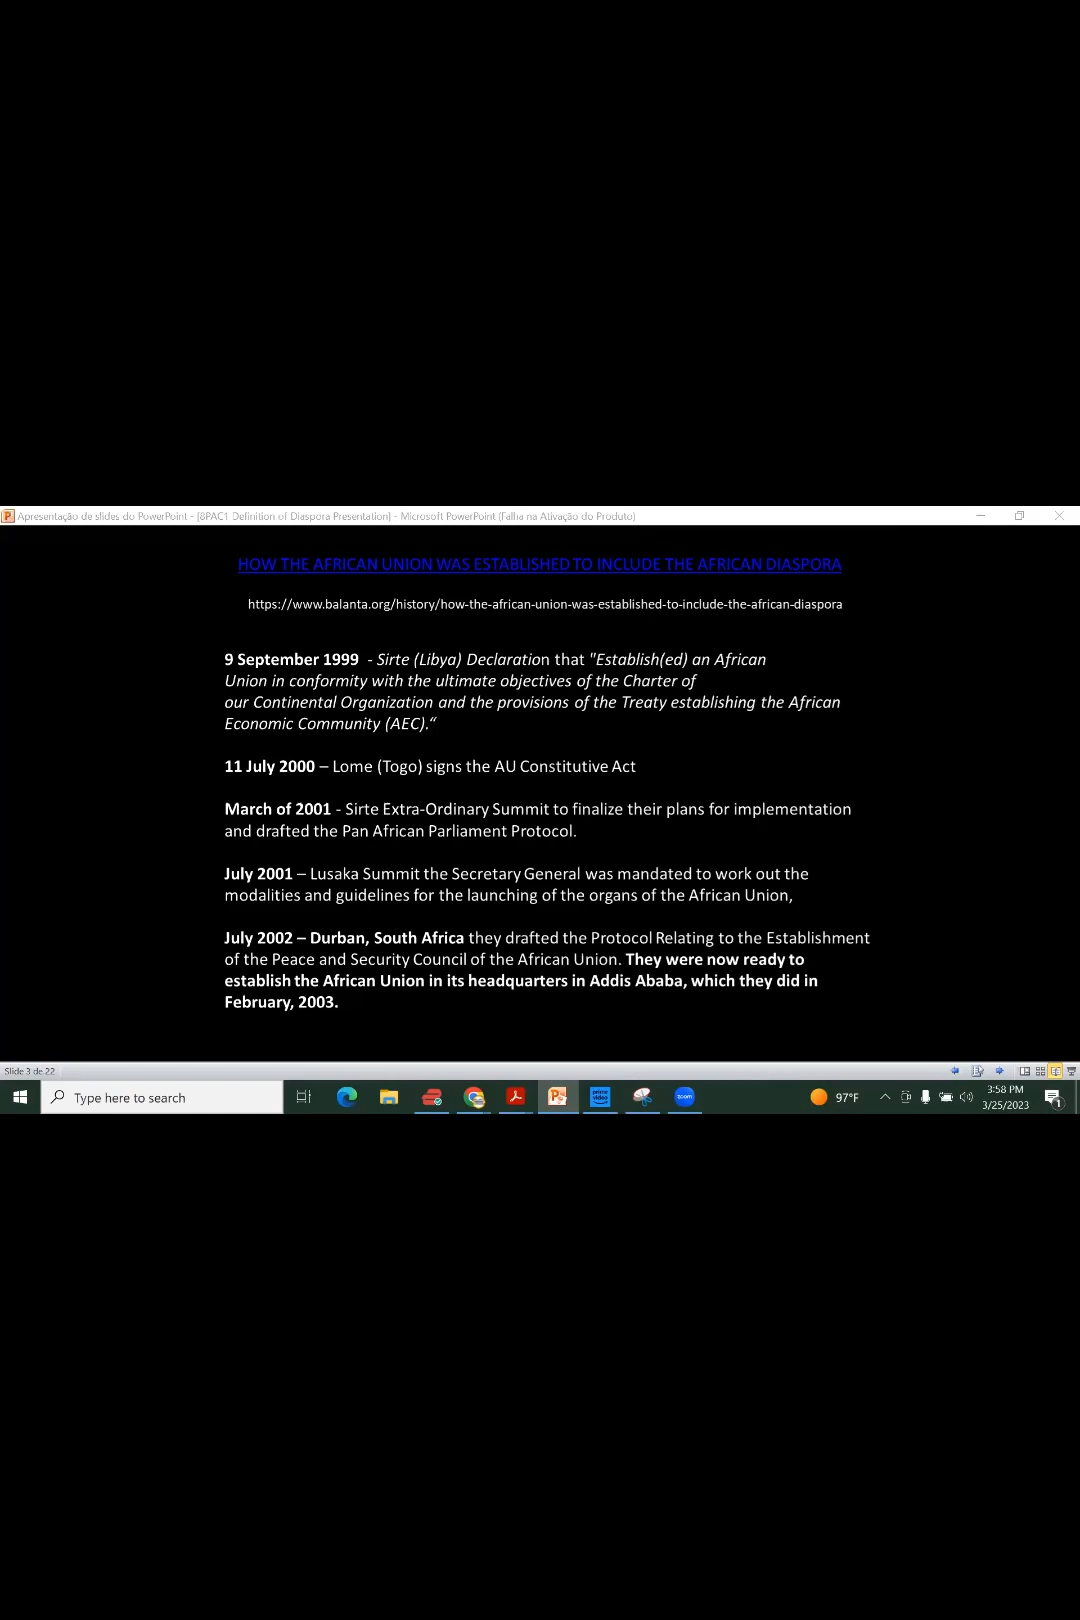 Apresentação de slides do PowerPoint - [8PAC1 Definition of Diaspora Presentation] - Microsoft PowerPoint (Falha na Ativação do Produto)
HOW THE AFRICAN UNION WAS ESTABLISHED TO INCLUDE THE AFRICAN DIASPORA
https://www.balanta.org/history/how-the-african-union-was-established-to-include-the-african-diaspora
9 September 1999 - Sirte (Libya) Declaration that "Establish(ed) an African
Union in conformity with the ultimate objectives of the Charter of
our Continental Organization and the provisions of the Treaty establishing the African
Economic Community (AEC).“
11 July 2000 – Lome (Togo) signs the AU Constitutive Act
March of 2001 - Sirte Extra-Ordinary Summit to finalize their plans for implementation
and drafted the Pan African Parliament Protocol.
July 2001 – Lusaka Summit the Secretary General was mandated to work out the
modalities and guidelines for the launching of the organs of the African Union,
July 2002 – Durban, South Africa they drafted the Protocol Relating to the Establishment
of the Peace and Security Council of the African Union. They were now ready to
establish the African Union in its headquarters in Addis Ababa, which they did in
February, 2003.
Slide 3 de 22
Type here to search
prime video
zoom
97°F
3:58 PM
3/25/2023
1